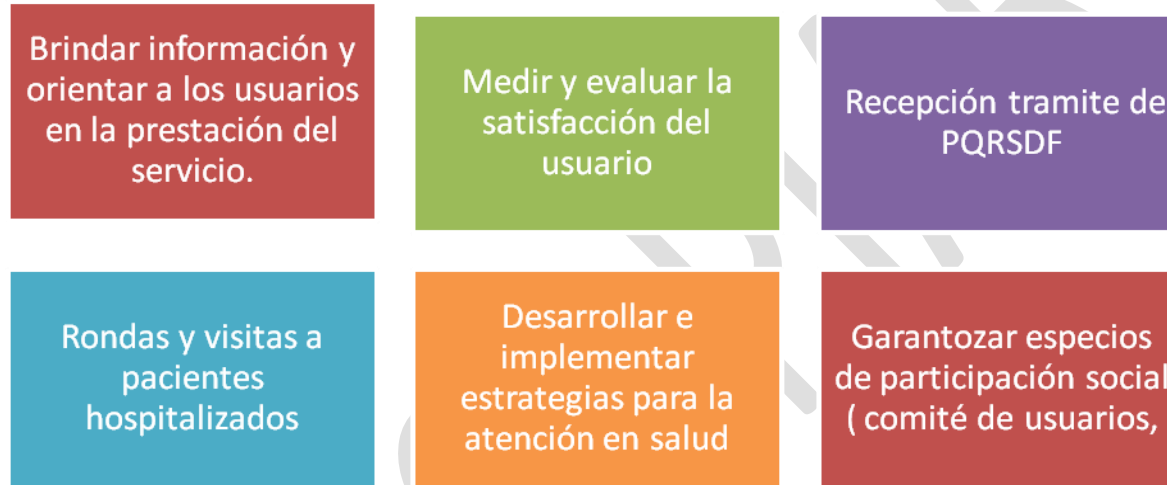 Brindar información y
orientar a los usuarios
en la prestación del
servicio.
Medir y evaluar la
satisfacción del
usuario
Recepción tramite de
PQRSDF
Rondas y visitas a
pacientes
hospitalizados
Desarrollar e
implementar
estrategias para la
atención en salud
Garantozar especios
de participación social
( comité de usuarios,